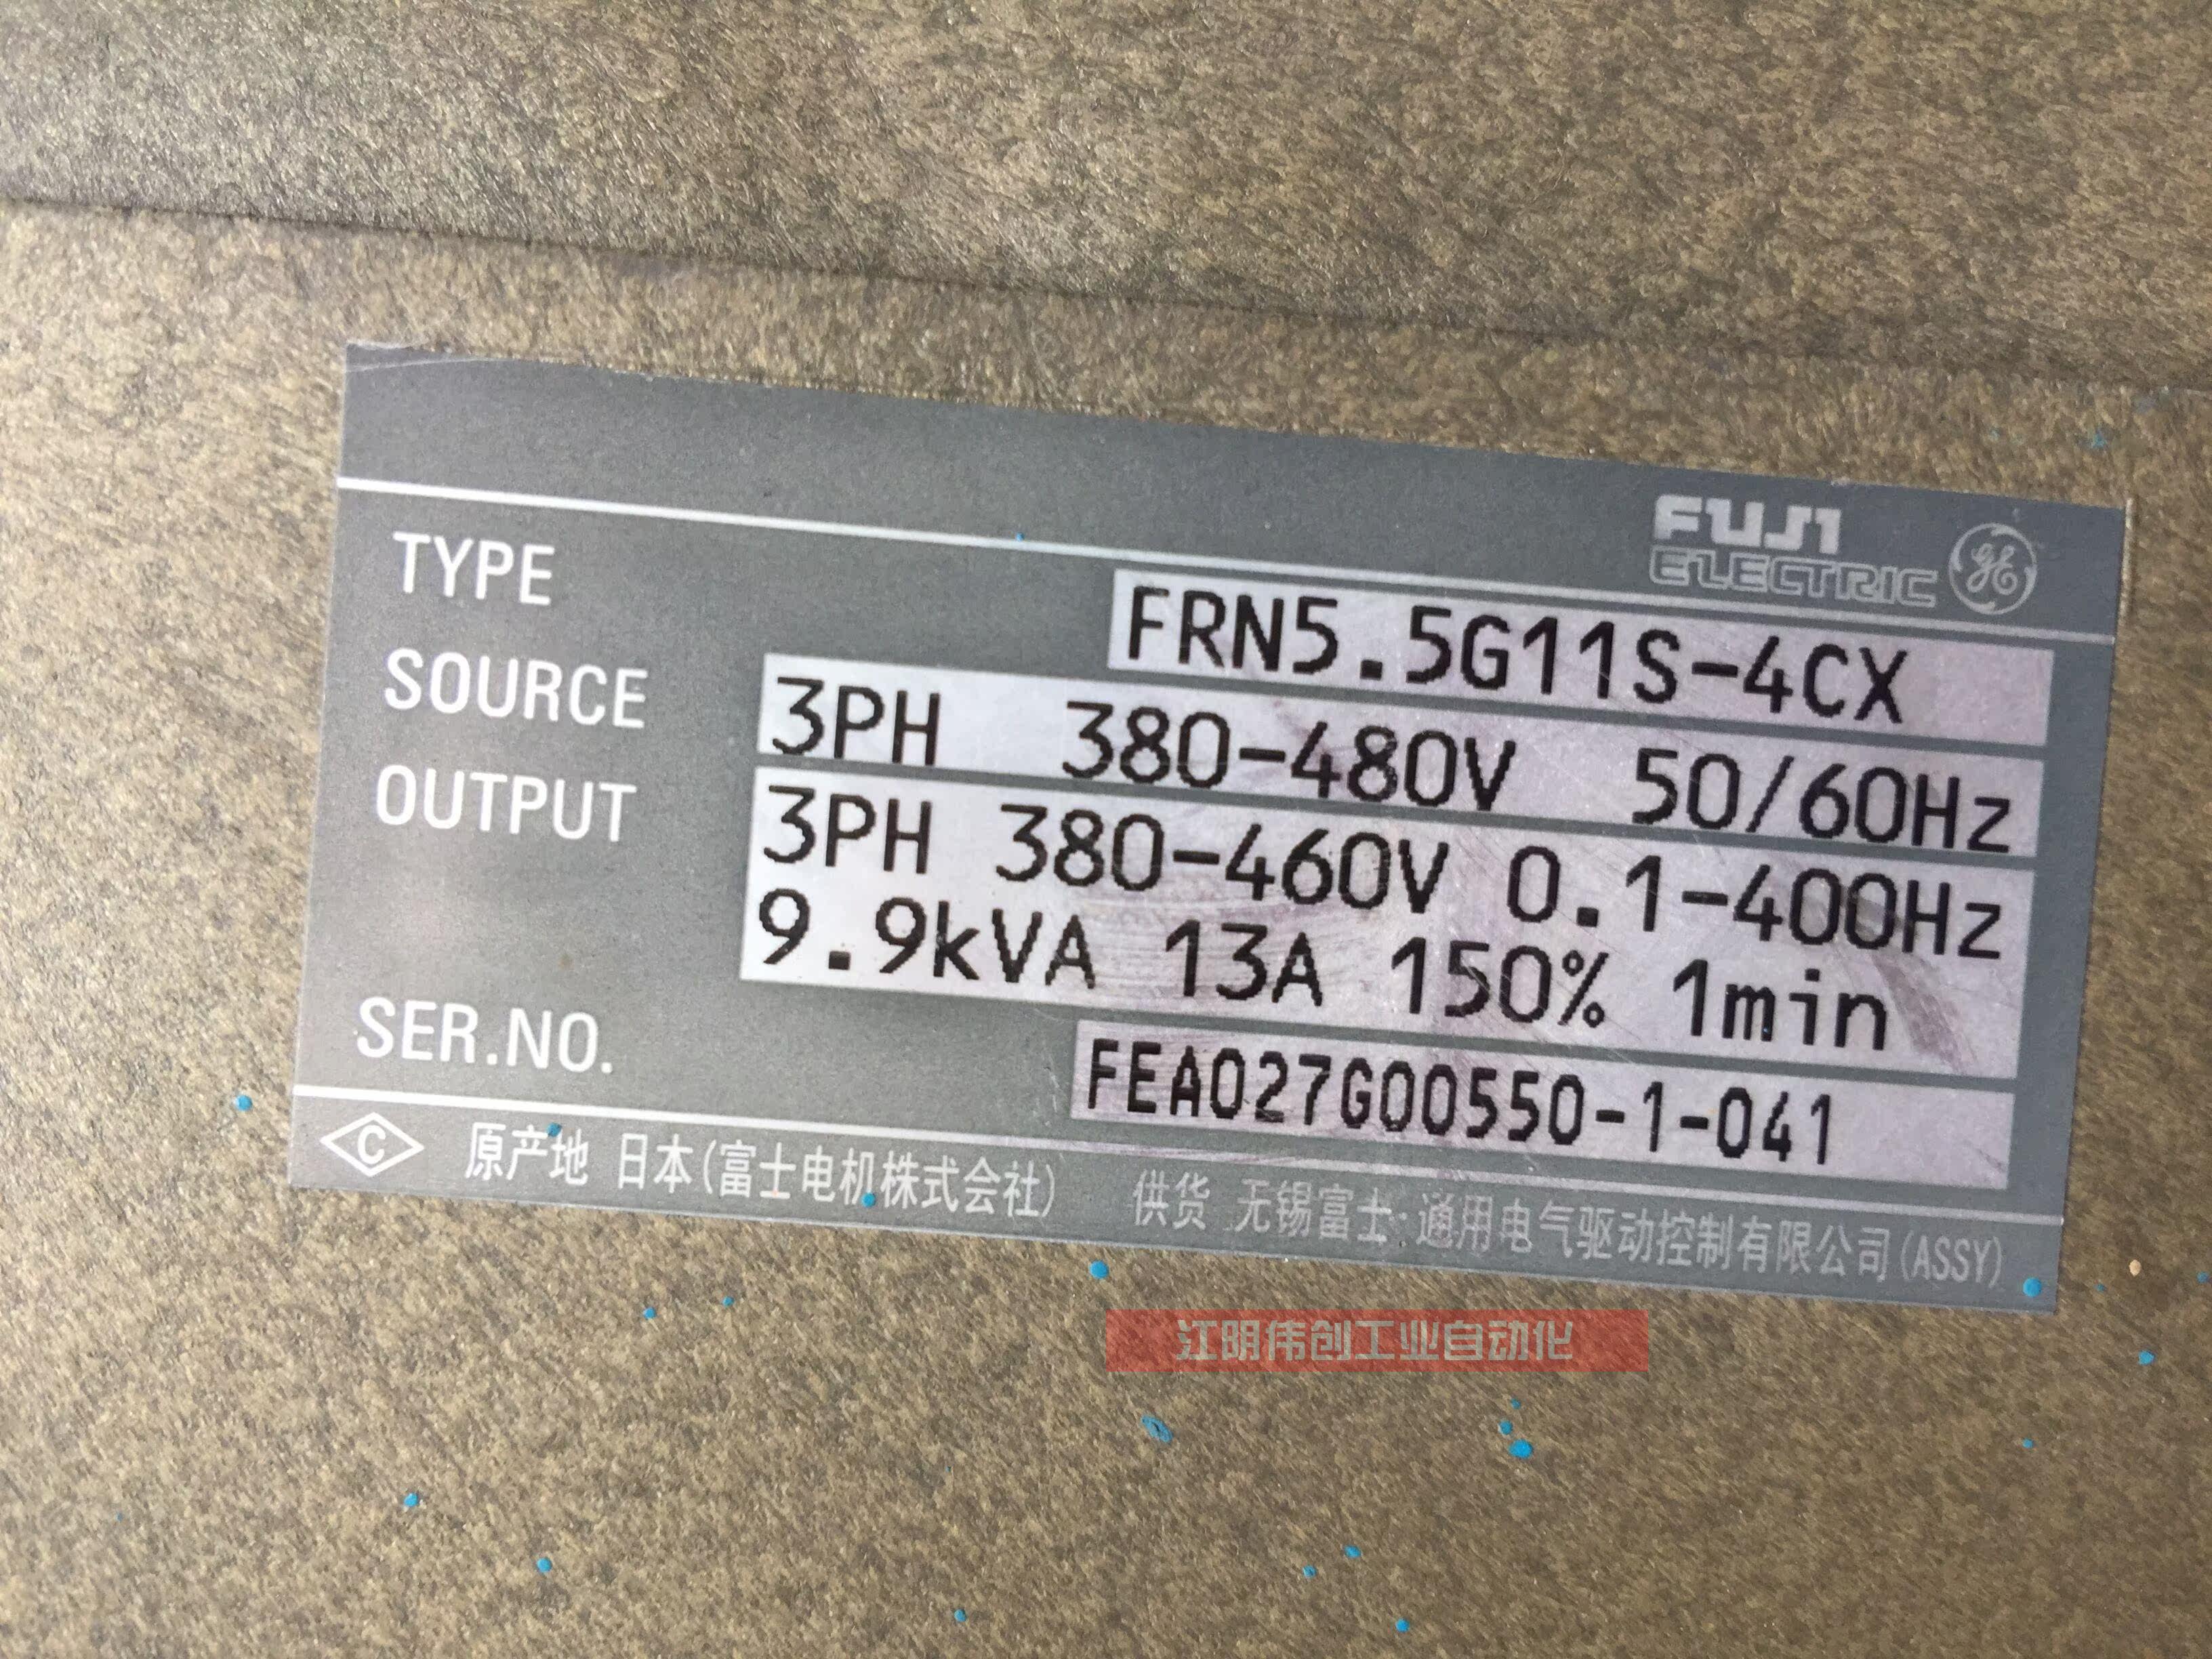 FUJI
ELECTRIC GE
TYPE FRN5.5G11S-4CX
SOURCE 3PH 380-480V 50/60Hz
OUTPUT 3PH 380-460V 0.1-400Hz
9.9kVA 13A 150% 1min
SER.NO. FEA027G00550-1-041
C 原产地 日本(富士电机株式会社) 供货 无锡富士·通用电气驱动控制有限公司(ASSY)
江阴伟创工业自动化